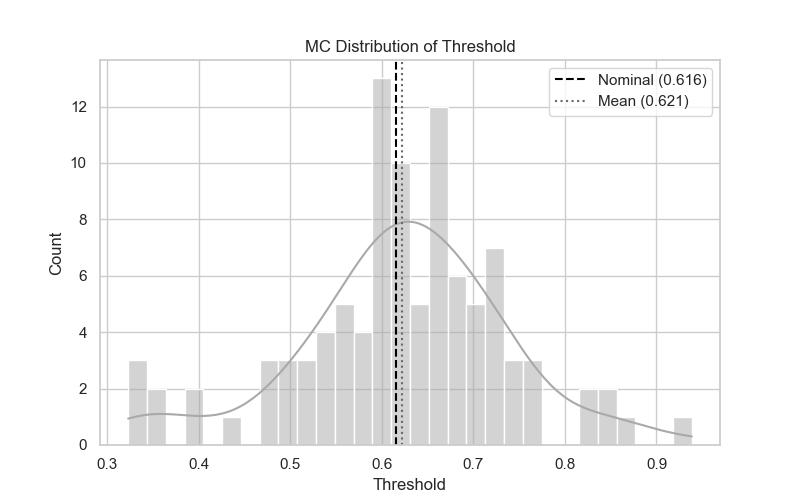 MC Distribution of Threshold
Nominal (0.616)
Mean (0.621)
Count
12
10
8
6
4
2
0
0.3 0.4 0.5 0.6 0.7 0.8 0.9
Threshold